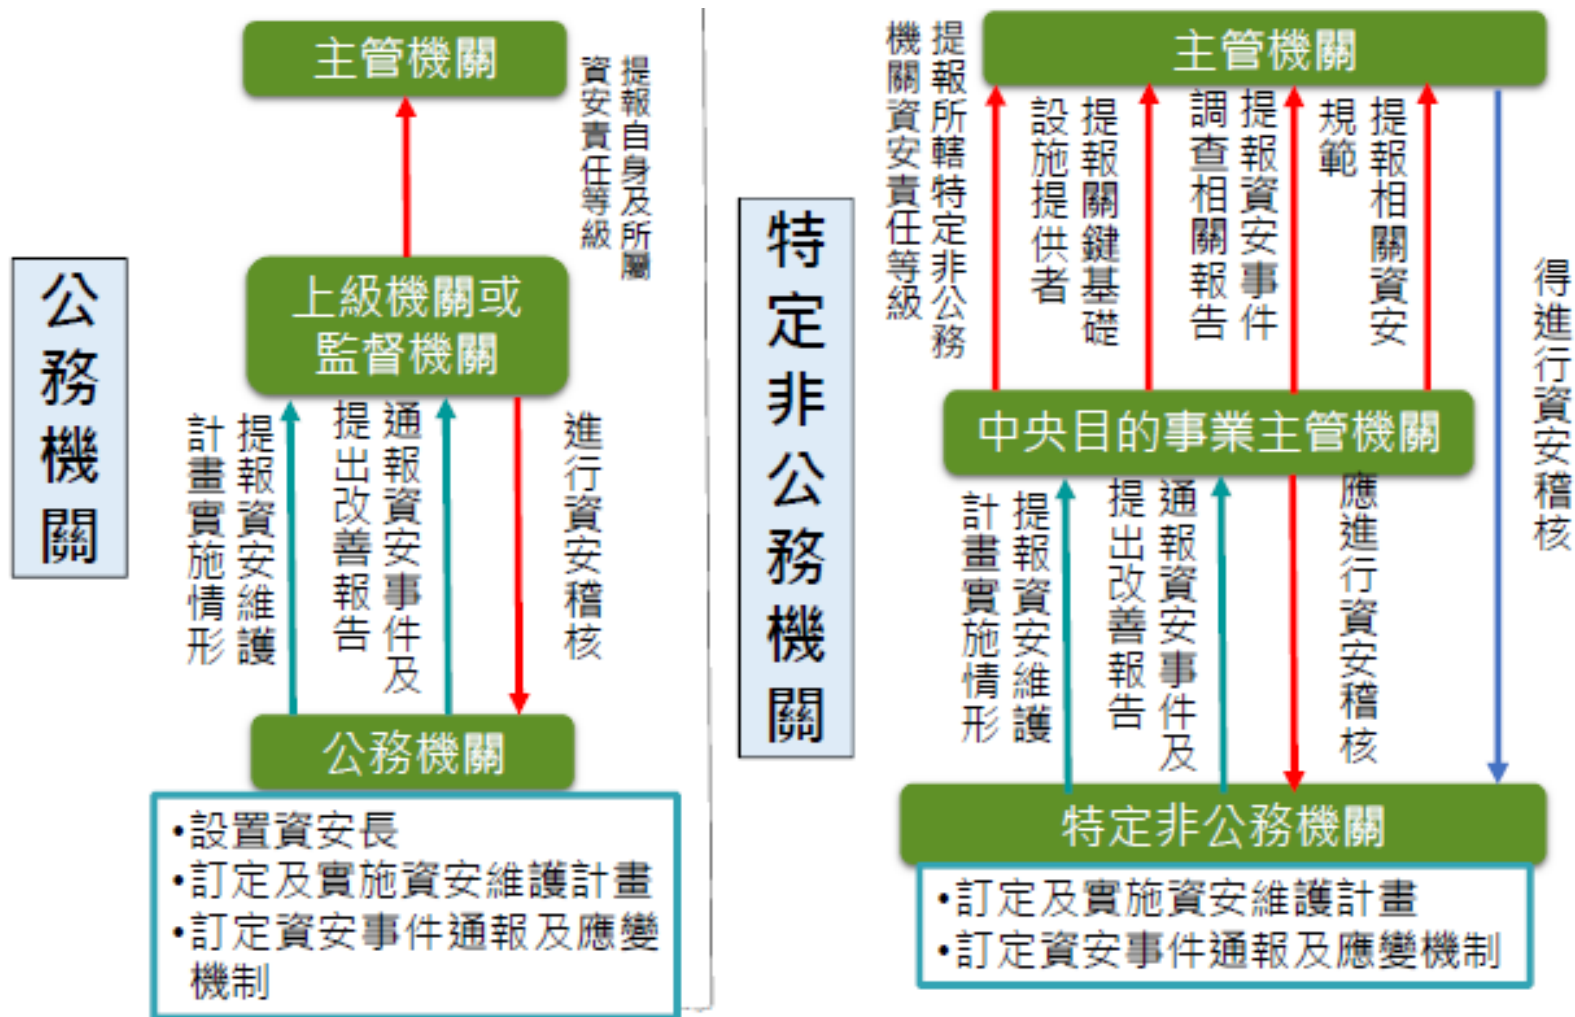 公務機關
主管機關
提報自身及所屬
資安責任等級
上級機關或
監督機關
提報資安維護
計畫實施情形
通報資安事件及
提出改善報告
進行資安稽核
公務機關
•設置資安長
•訂定及實施資安維護計畫
•訂定資安事件通報及應變
機制
特定非公務機關
主管機關
提報所轄特定非公務
機關資安責任等級
提報關鍵基礎
設施提供者
提報資安事件
調查相關報告
提報相關資安
規範
得進行資安稽核
中央目的事業主管機關
提報資安維護
計畫實施情形
通報資安事件及
提出改善報告
應進行資安稽核
特定非公務機關
•訂定及實施資安維護計畫
•訂定資安事件通報及應變機制